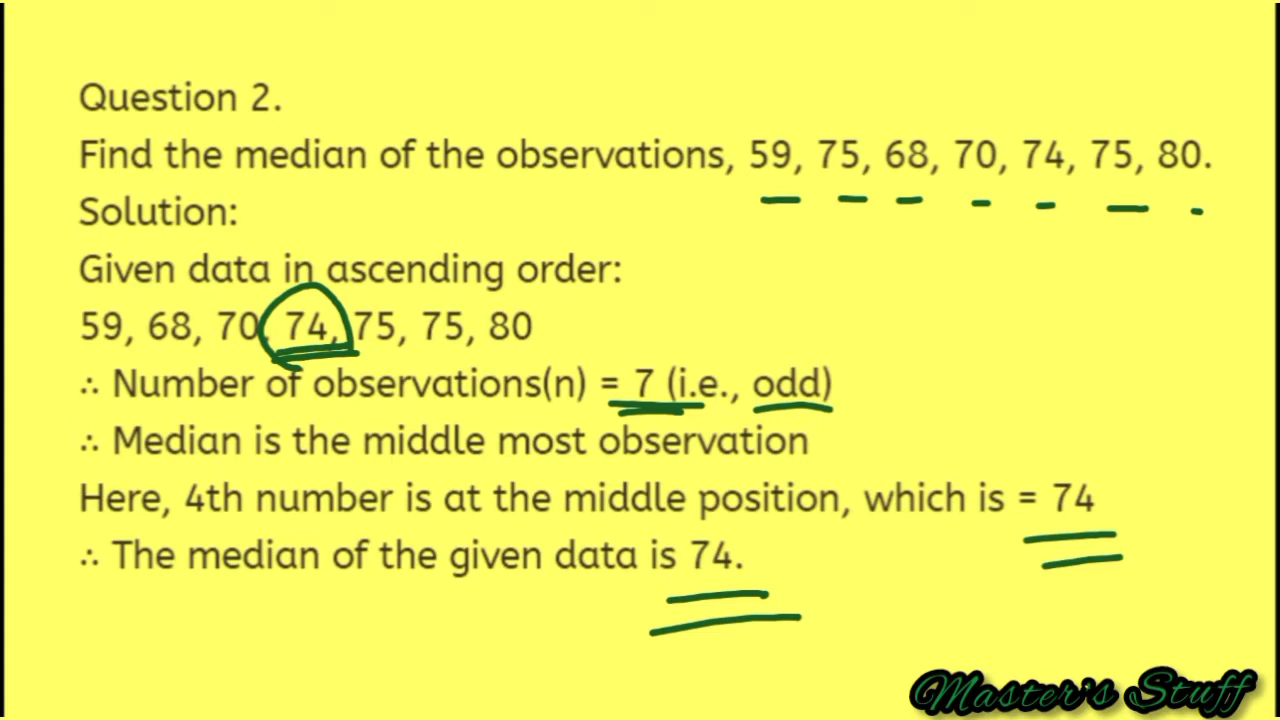 Question 2.
Find the median of the observations, 59, 75, 68, 70, 74, 75, 80.
Solution:
Given data in ascending order:
59, 68, 70, 74, 75, 75, 80
∴ Number of observations(n) = 7 (i.e., odd)
∴ Median is the middle most observation
Here, 4th number is at the middle position, which is = 74
∴ The median of the given data is 74.
Master's Stuff